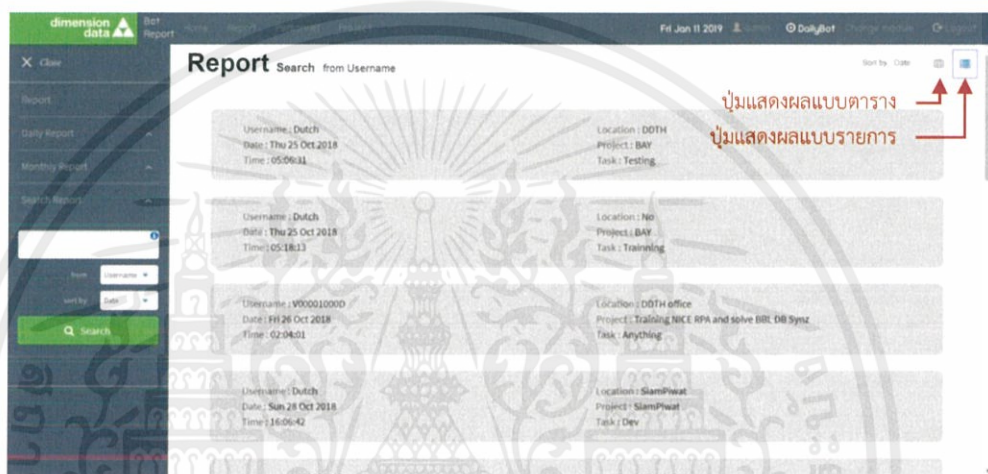 dimension
data
Bot
Report
Home
Report
Project
Fri Jan 11 2019
Admin
DailyBot
Change module
Logout
X Close
Report
Daily Report
Monthly Report
Search Report
from Username
sort by Date
Search
Report Search from Username
Sort by Date
ปุ่มแสดงผลแบบตาราง
ปุ่มแสดงผลแบบรายการ
Username : Dutch
Date : Thu 25 Oct 2018
Time : 05:06:31
Location : DDTH
Project : BAY
Task : Testing
Username : Dutch
Date : Thu 25 Oct 2018
Time : 05:18:13
Location : No
Project : BAY
Task : Trainning
Username : V00001000D
Date : Fri 26 Oct 2018
Time : 02:04:01
Location : DDTH office
Project : Training NICE RPA and solve BBL DB Synz
Task : Anything
Username : Dutch
Date : Sun 28 Oct 2018
Time : 16:06:42
Location : SiamPiwat
Project : SiamPiwat
Task : Dev